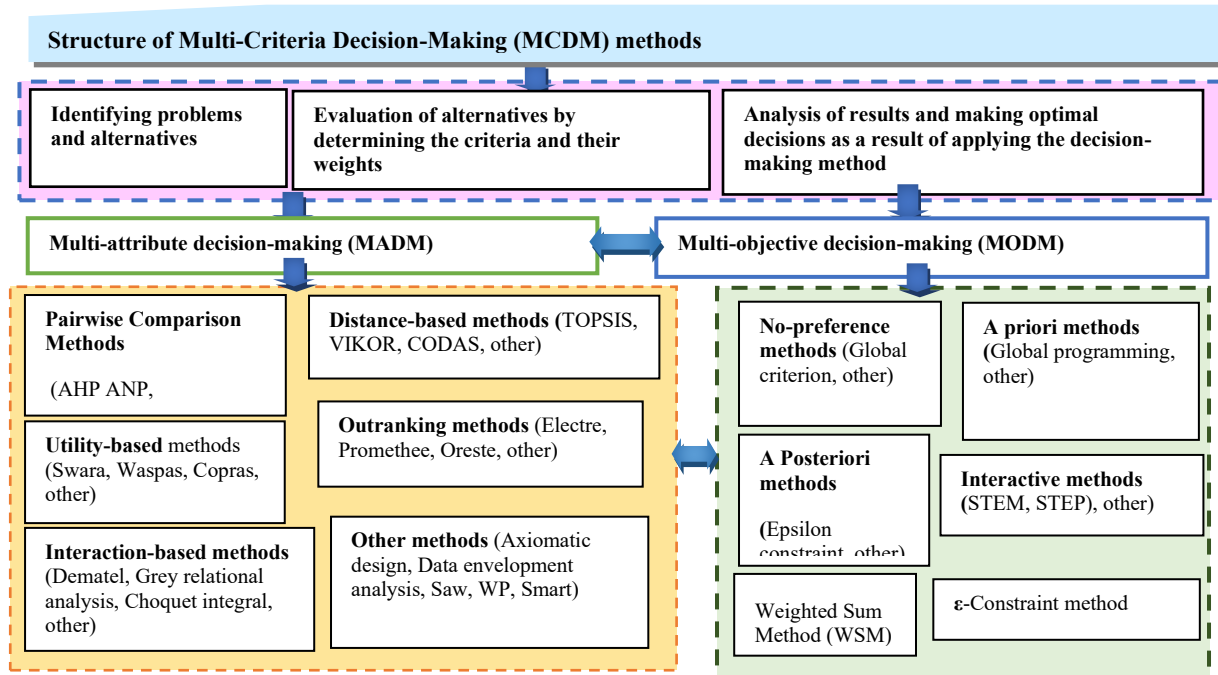 Structure of Multi-Criteria Decision-Making (MCDM) methods
Identifying problems
and alternatives
Evaluation of alternatives by
determining the criteria and their
weights
Analysis of results and making optimal
decisions as a result of applying the decision-
making method
Multi-attribute decision-making (MADM)
Multi-objective decision-making (MODM)
Pairwise Comparison
Methods
(AHP ANP,
Distance-based methods (TOPSIS,
VIKOR, CODAS, other)
Utility-based methods
(Swara, Waspas, Copras,
other)
Outranking methods (Electre,
Promethee, Oreste, other)
Interaction-based methods
(Dematel, Grey relational
analysis, Choquet integral,
other)
Other methods (Axiomatic
design, Data envelopment
analysis, Saw, WP, Smart)
No-preference
methods (Global
criterion, other)
A priori methods
(Global programming,
other)
A Posteriori
methods
(Epsilon
constraint, other)
Interactive methods
(STEM, STEP), other)
Weighted Sum
Method (WSM)
ε-Constraint method